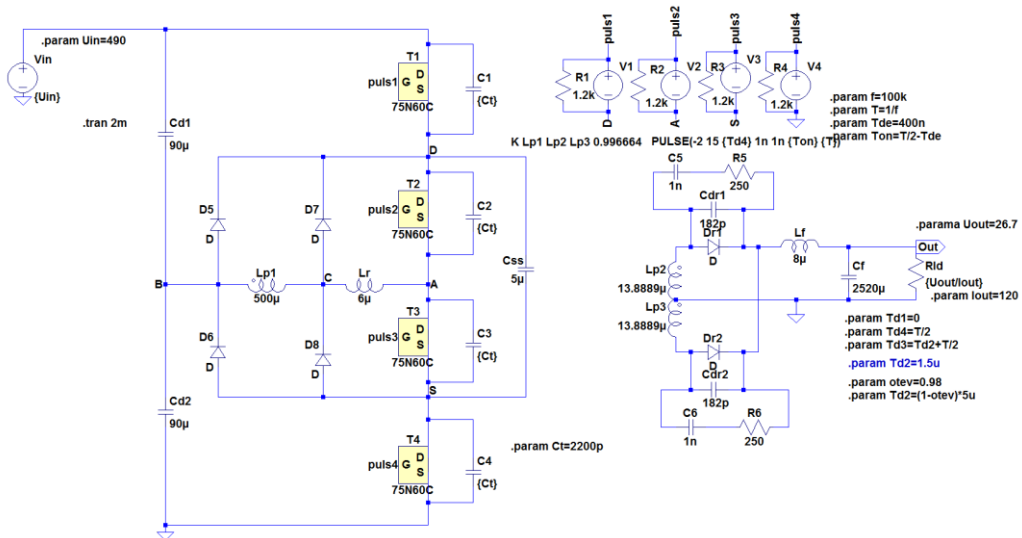 .param Uin=490
Vin
{Uin}
.tran 2m
Cd1
90µ
T1
puls1
G
D
S
75N60C
C1
{Ct}
D
T2
puls2
G
D
S
75N60C
C2
{Ct}
D5
D
D7
D
Css
5µ
B
Lp1
500µ
C
Lr
6µ
A
D6
D
D8
D
T3
puls3
G
D
S
75N60C
C3
{Ct}
S
Cd2
90µ
T4
puls4
G
D
S
75N60C
C4
{Ct}
.param Ct=2200p
puls1
puls2
puls3
puls4
R1
1.2k
V1
R2
1.2k
V2
R3
1.2k
V3
R4
1.2k
V4
D
A
S
.param f=100k
.param T=1/f
.param Tde=400n
.param Ton=T/2-Tde
K Lp1 Lp2 Lp3 0.996664
PULSE(-2 15 {Td4} 1n 1n {Ton} {T})
C5
1n
R5
250
Cdr1
182p
Dr1
D
Lf
8µ
.parama Uout=26.7
Out
Lp2
13.8889µ
Lp3
13.8889µ
Cf
2520µ
Rld
{Uout/Iout}
.param Iout=120
Dr2
D
Cdr2
182p
C6
1n
R6
250
.param Td1=0
.param Td4=T/2
.param Td3=Td2+T/2
.param Td2=1.5u
.param otev=0.98
.param Td2=(1-otev)*5u